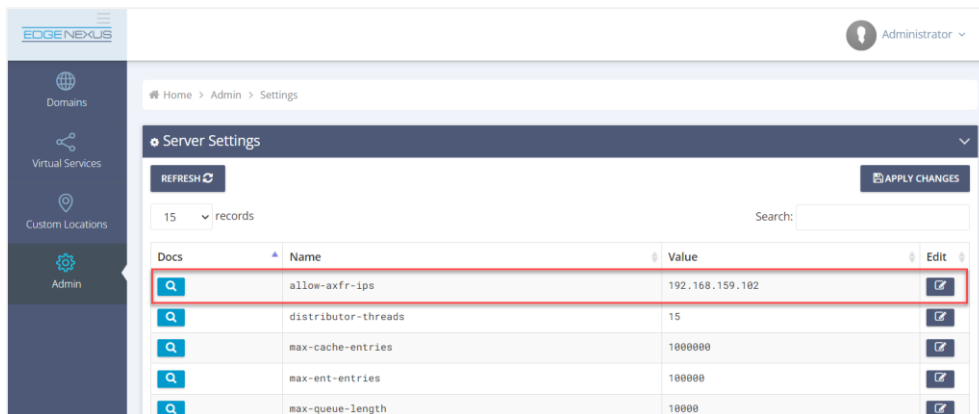 EDGENEXUS
Administrator
Domains
Home > Admin > Settings
Virtual Services
Server Settings
REFRESH
APPLY CHANGES
Custom Locations
15 records
Search:
Admin
Docs Name Value Edit
allow-axfr-ips 192.168.159.102
distributor-threads 15
max-cache-entries 1000000
max-ent-entries 100000
max-queue-length 10000